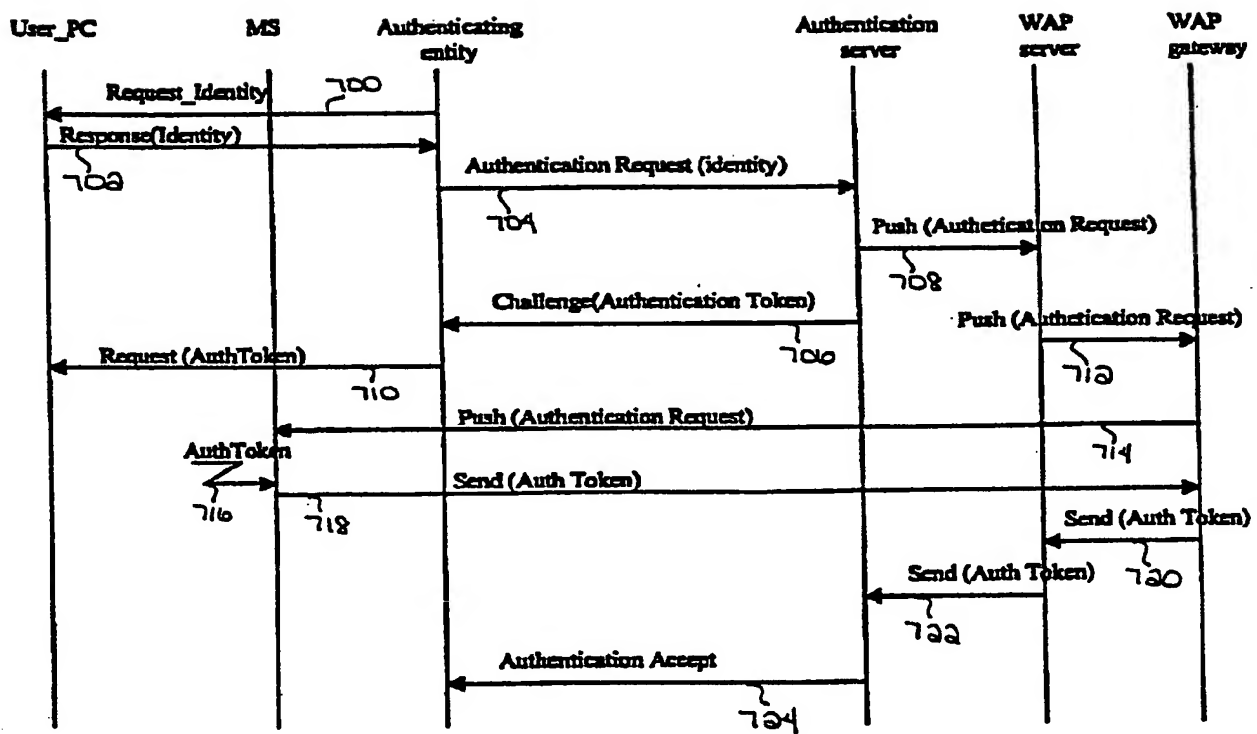 User_PC
MS
Authenticating
entity
Authentication
server
WAP
server
WAP
gateway
Request_Identity
700
Response(Identity)
702
Authentication Request (identity)
704
Push (Authetication Request)
708
Challenge(Authentication Token)
706
Push (Authetication Request)
712
Request (AuthToken)
710
Push (Authentication Request)
714
AuthToken
716
Send (Auth Token)
718
Send (Auth Token)
720
Send (Auth Token)
722
Authentication Accept
724